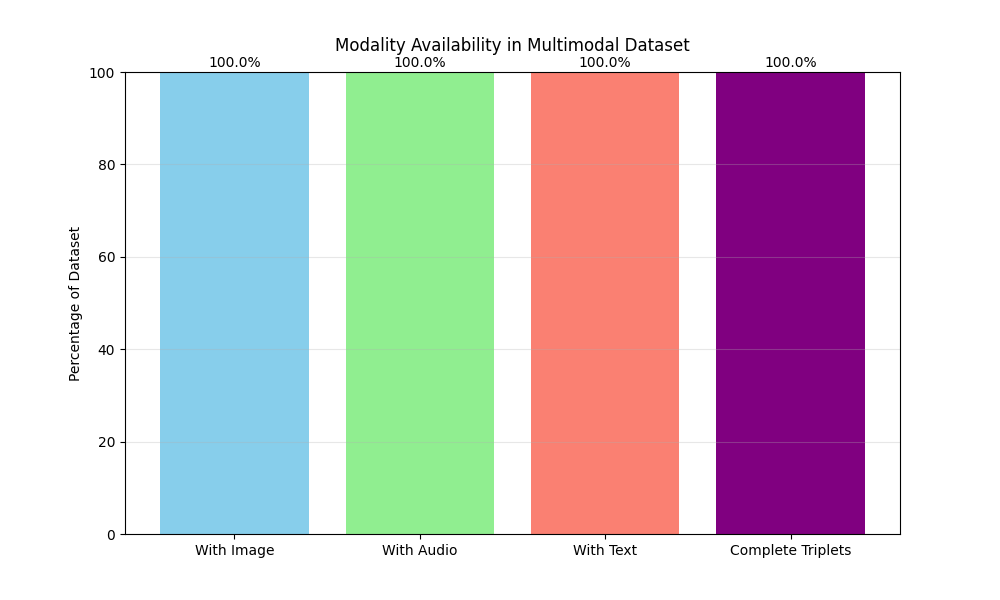 Modality Availability in Multimodal Dataset
100.0% 100.0% 100.0% 100.0%
Percentage of Dataset
100
80
60
40
20
0
With Image With Audio With Text Complete Triplets